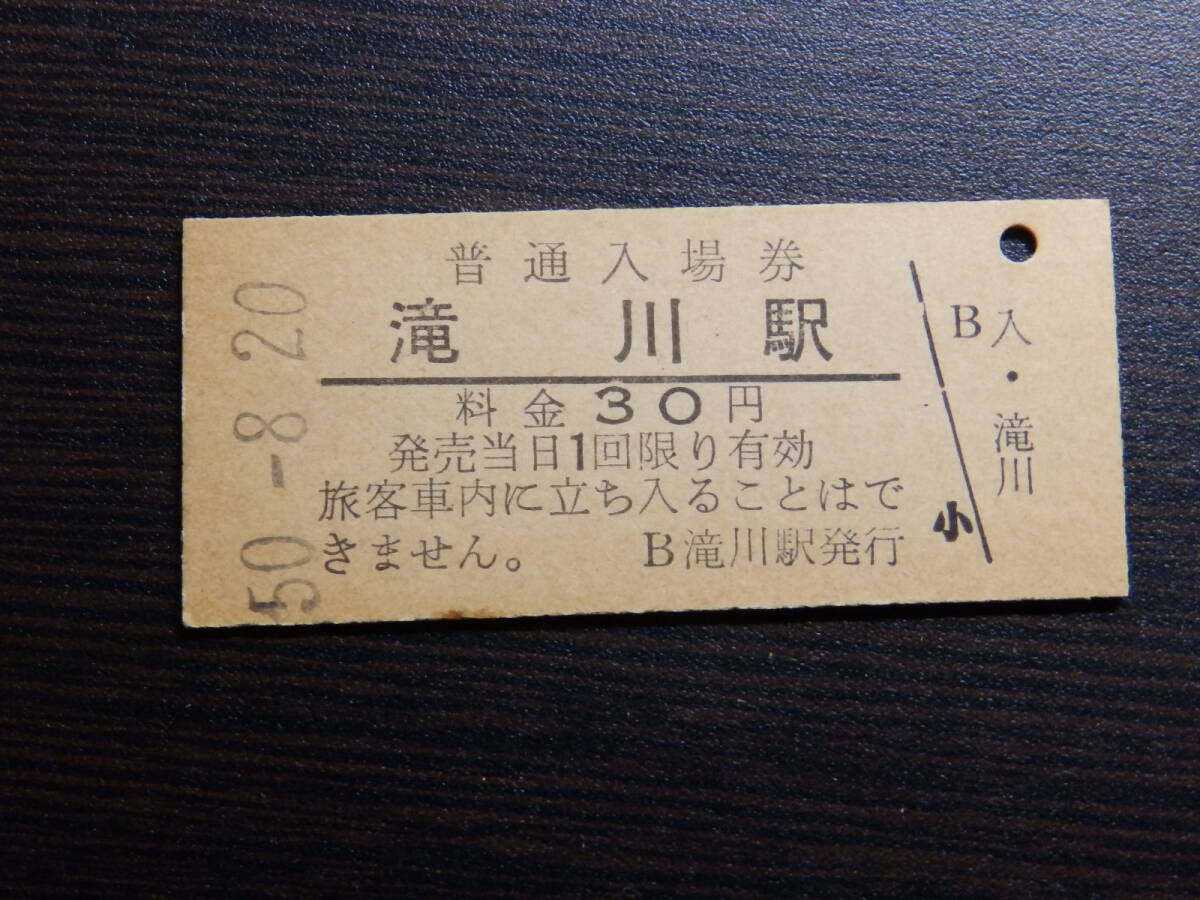 普通入場券
滝川駅
料金30円
発売当日1回限り有効
旅客車内に立ち入ることはで
きません。 B滝川駅発行
50-8 20
B入・滝川
小